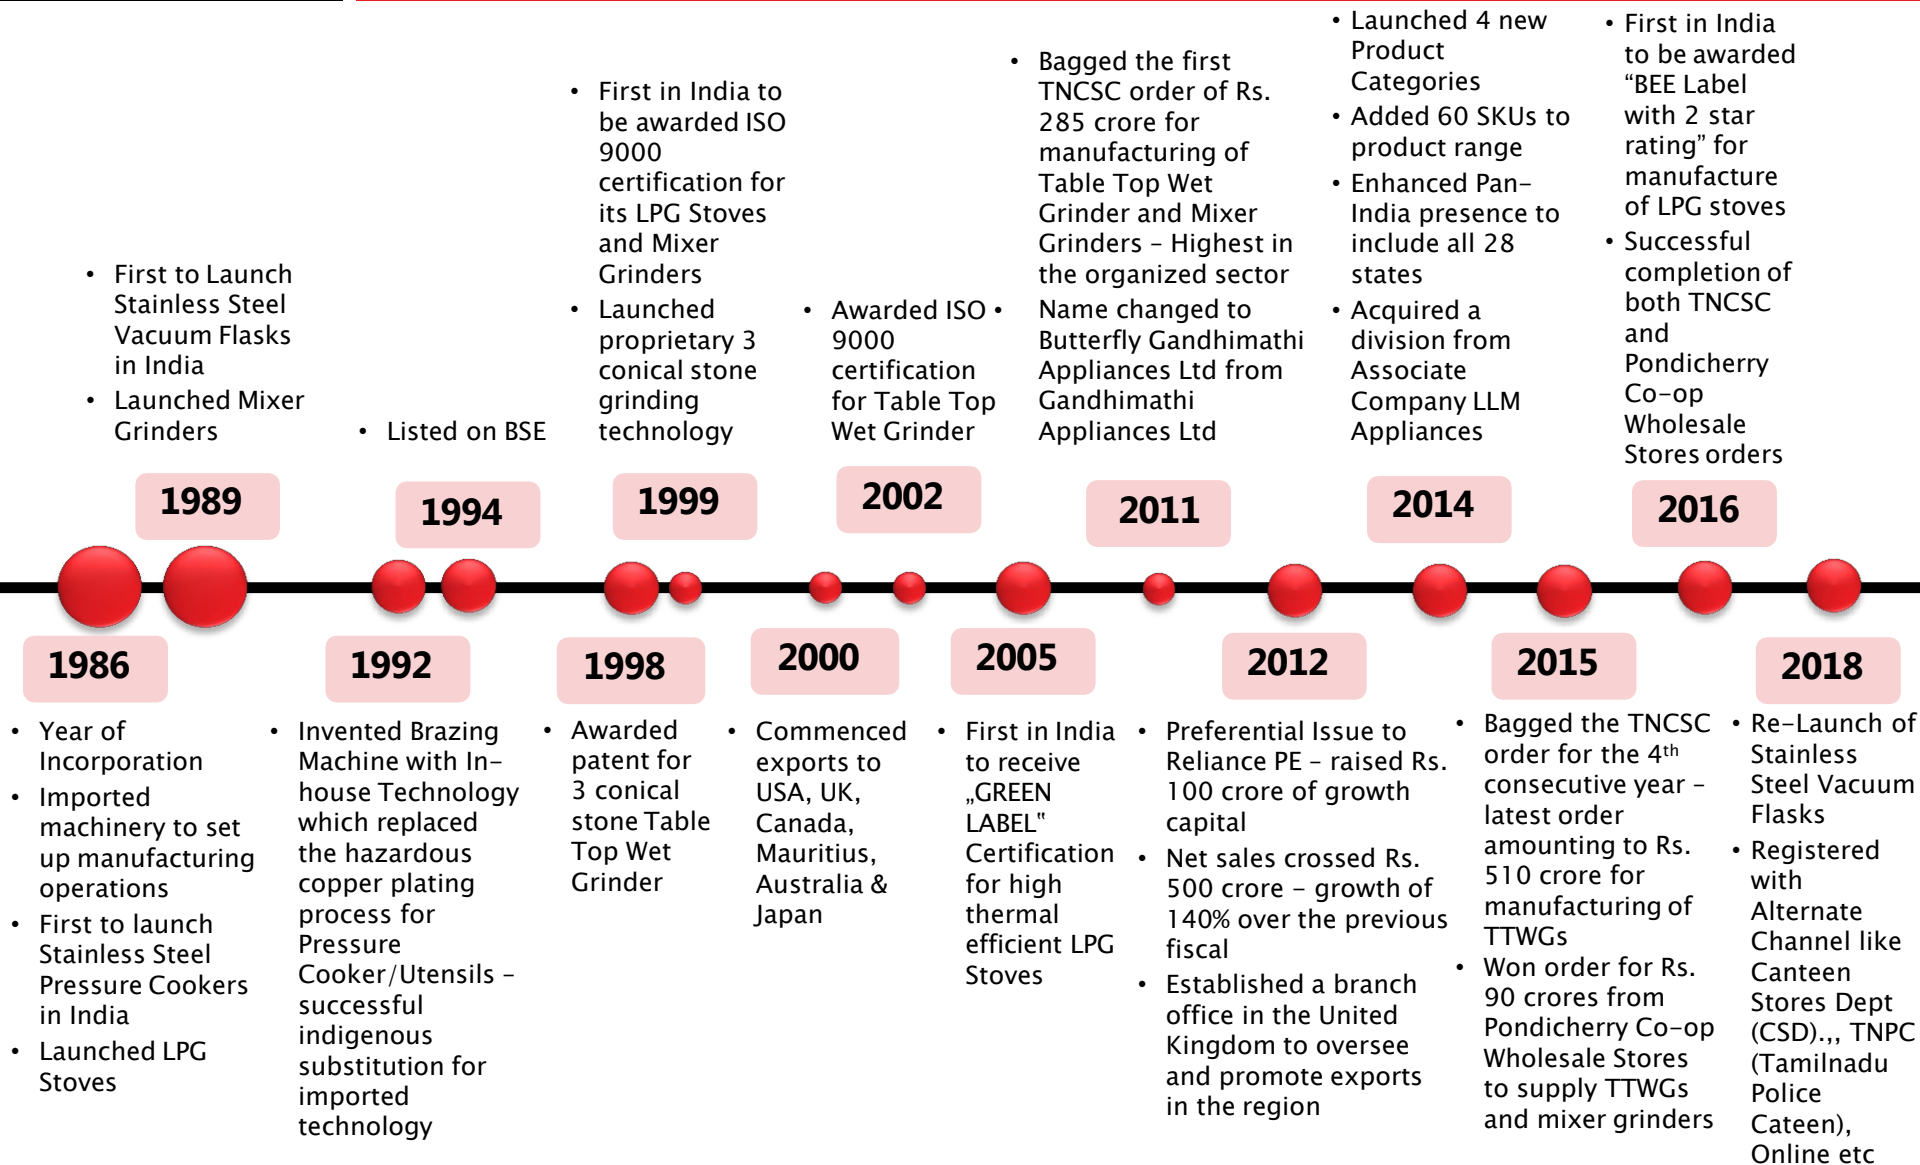 • First to Launch
Stainless Steel
Vacuum Flasks
in India
• Launched Mixer
Grinders
1989
• Listed on BSE
1994
• First in India to
be awarded ISO
9000
certification for
its LPG Stoves
and Mixer
Grinders
• Launched
proprietary 3
conical stone
grinding
technology
1999
• Awarded ISO
9000
certification
for Table Top
Wet Grinder
2002
• Bagged the first
TNCSC order of Rs.
285 crore for
manufacturing of
Table Top Wet
Grinder and Mixer
Grinders – Highest in
the organized sector
• Name changed to
Butterfly Gandhimathi
Appliances Ltd from
Gandhimathi
Appliances Ltd
2011
• Launched 4 new
Product
Categories
• Added 60 SKUs to
product range
• Enhanced Pan-
India presence to
include all 28
states
• Acquired a
division from
Associate
Company LLM
Appliances
2014
• First in India
to be awarded
“BEE Label
with 2 star
rating” for
manufacture
of LPG stoves
• Successful
completion of
both TNCSC
and
Pondicherry
Co-op
Wholesale
Stores orders
2016
1986
• Year of
Incorporation
• Imported
machinery to set
up manufacturing
operations
• First to launch
Stainless Steel
Pressure Cookers
in India
• Launched LPG
Stoves
1992
• Invented Brazing
Machine with In-
house Technology
which replaced
the hazardous
copper plating
process for
Pressure
Cooker/Utensils –
successful
indigenous
substitution for
imported
technology
1998
• Awarded
patent for
3 conical
stone Table
Top Wet
Grinder
2000
• Commenced
exports to
USA, UK,
Canada,
Mauritius,
Australia &
Japan
2005
• First in India
to receive
„GREEN
LABEL‟
Certification
for high
thermal
efficient LPG
Stoves
2012
• Preferential Issue to
Reliance PE – raised Rs.
100 crore of growth
capital
• Net sales crossed Rs.
500 crore – growth of
140% over the previous
fiscal
• Established a branch
office in the United
Kingdom to oversee
and promote exports
in the region
2015
• Bagged the TNCSC
order for the 4th
consecutive year –
latest order
amounting to Rs.
510 crore for
manufacturing of
TTWGs
• Won order for Rs.
90 crores from
Pondicherry Co-op
Wholesale Stores
to supply TTWGs
and mixer grinders
2018
• Re-Launch of
Stainless
Steel Vacuum
Flasks
• Registered
with
Alternate
Channel like
Canteen
Stores Dept
(CSD).,, TNPC
(Tamilnadu
Police
Cateen),
Online etc